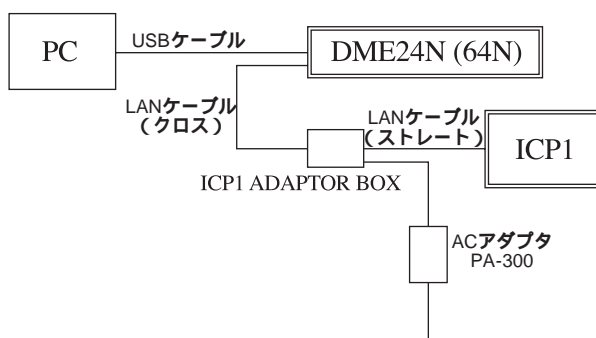 PC
USBケーブル
DME24N (64N)
LANケーブル
(クロス)
LANケーブル
(ストレート)
ICP1
ICP1 ADAPTOR BOX
ACアダプタ
PA-300